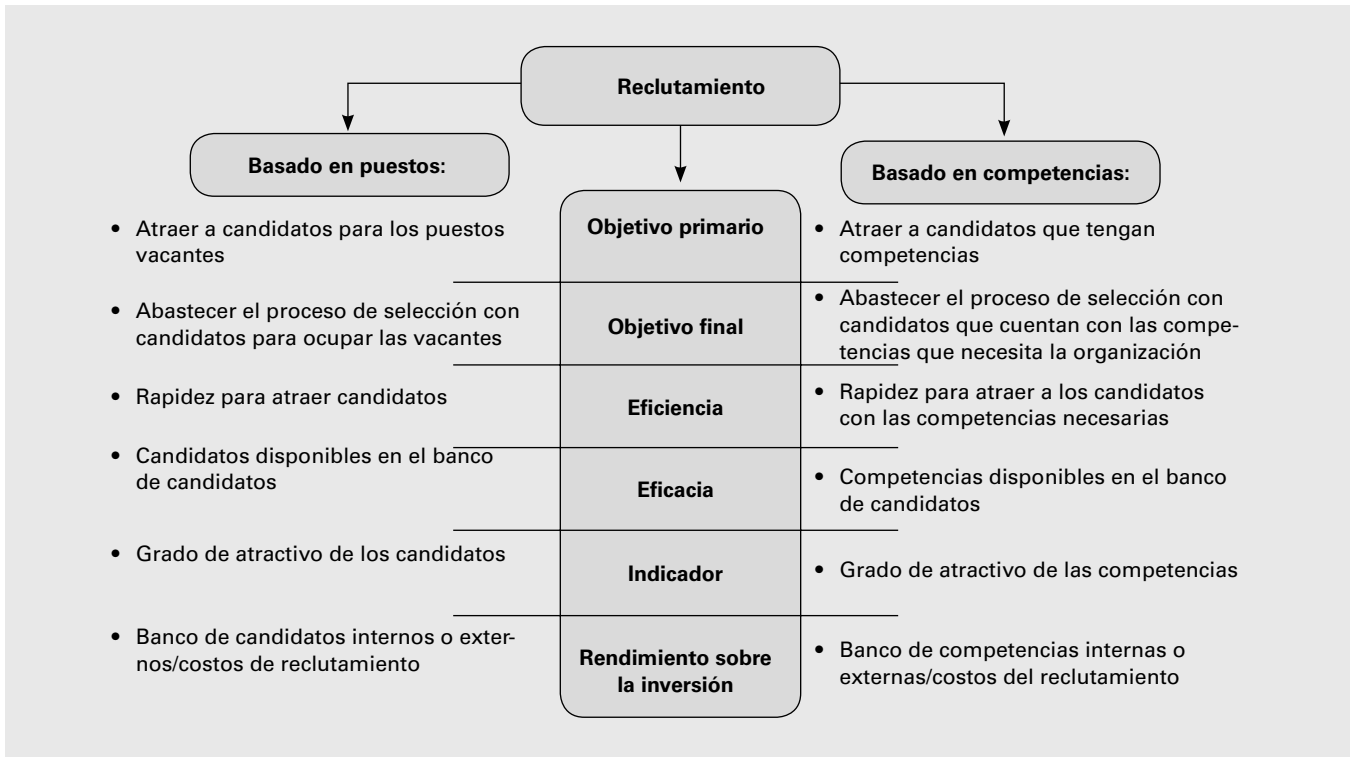 Reclutamiento
Basado en puestos:
Basado en competencias:
• Atraer a candidatos para los puestos
vacantes
Objetivo primario
• Atraer a candidatos que tengan
competencias
• Abastecer el proceso de selección con
candidatos para ocupar las vacantes
Objetivo final
• Abastecer el proceso de selección con
candidatos que cuentan con las compe-
tencias que necesita la organización
• Rapidez para atraer candidatos
Eficiencia
• Rapidez para atraer a los candidatos
con las competencias necesarias
• Candidatos disponibles en el banco
de candidatos
Eficacia
• Competencias disponibles en el banco
de candidatos
• Grado de atractivo de los candidatos
Indicador
• Grado de atractivo de las competencias
• Banco de candidatos internos o exter-
nos/costos de reclutamiento
Rendimiento sobre
la inversión
• Banco de competencias internas o
externas/costos del reclutamiento